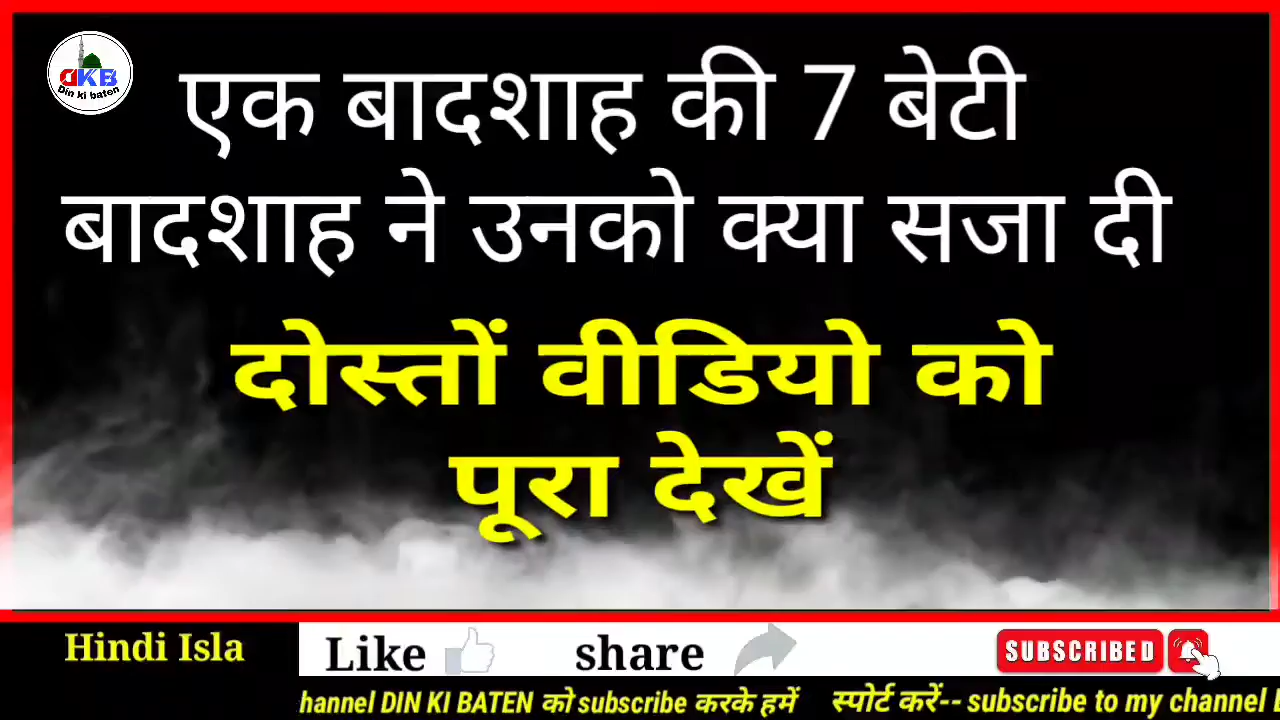 DKB
Din ki baten
एक बादशाह की 7 बेटी
बादशाह ने उनको क्या सजा दी
दोस्तों वीडियो को
पूरा देखें
Hindi Isla
Like share SUBSCRIBED
hannel DIN KI BATEN को subscribe करके हमें स्पोर्ट करें-- subscribe to my channel